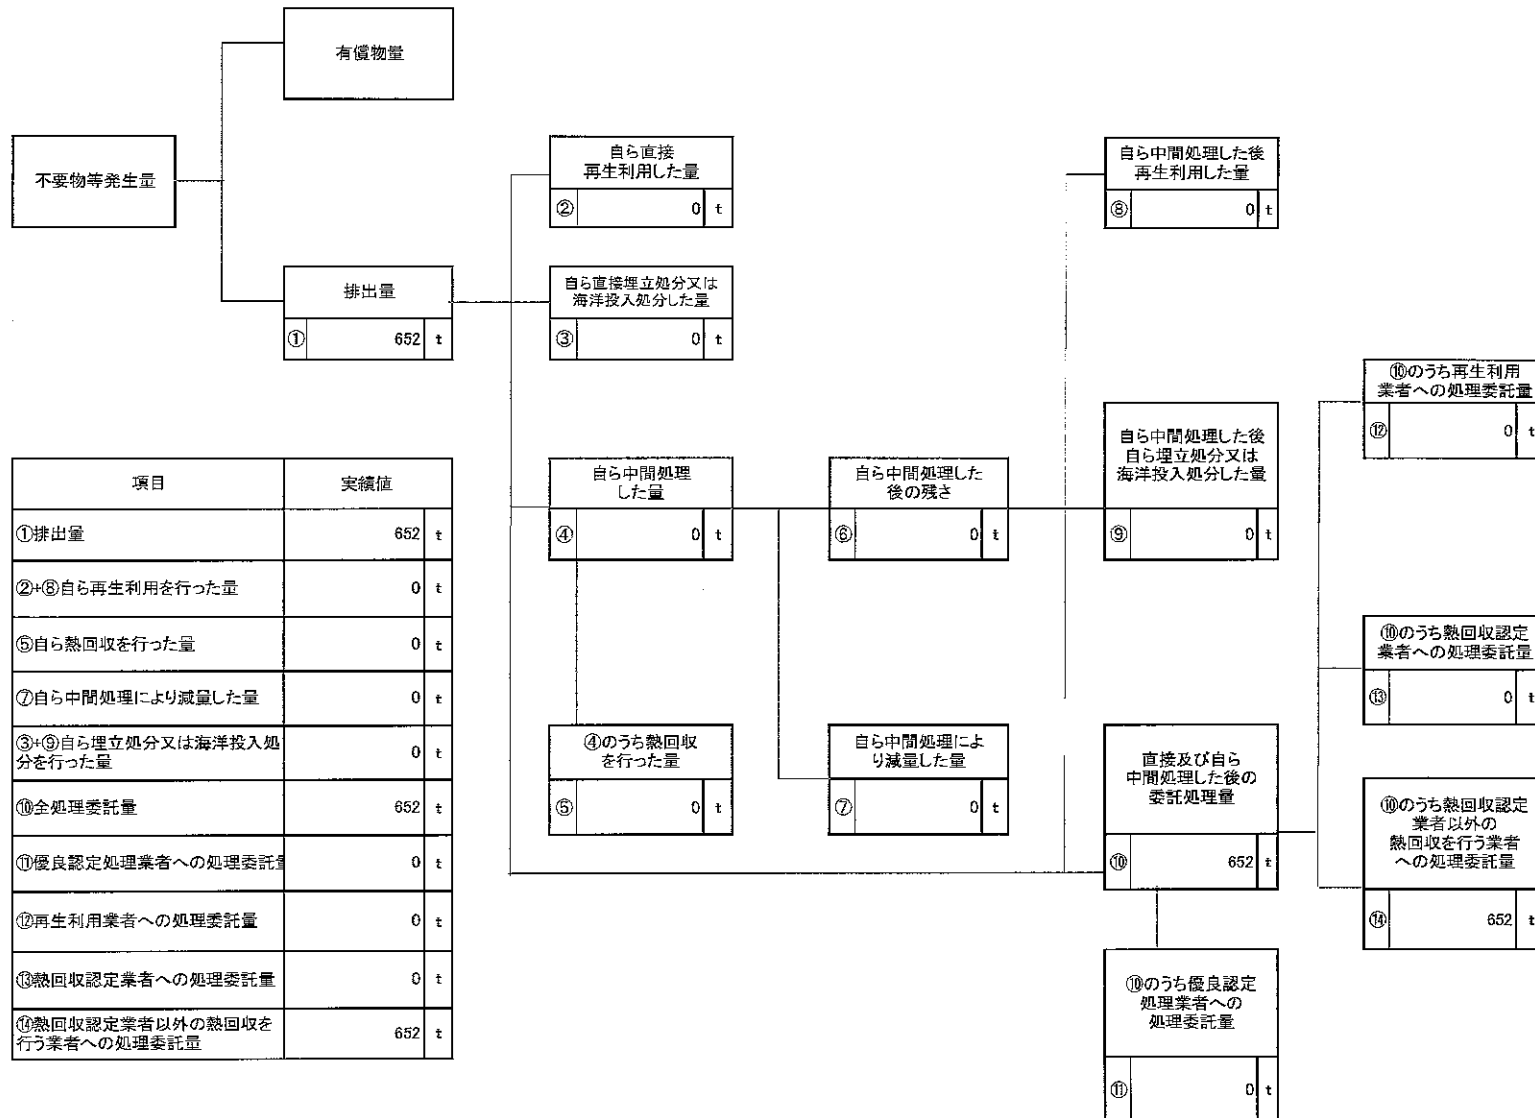 有償物量
不要物等発生量
排出量
① 652 t
自ら直接
再生利用した量
② 0 t
自ら直接埋立処分又は
海洋投入処分した量
③ 0 t
自ら中間処理
した量
④ 0 t
④のうち熱回収
を行った量
⑤ 0 t
自ら中間処理した
後の残さ
⑥ 0 t
自ら中間処理によ
り減量した量
⑦ 0 t
自ら中間処理した後
再生利用した量
⑧ 0 t
自ら中間処理した後
自ら埋立処分又は
海洋投入処分した量
⑨ 0 t
直接及び自ら
中間処理した後の
委託処理量
⑩ 652 t
⑩のうち優良認定
処理業者への
処理委託量
⑪ 0 t
⑩のうち再生利用
業者への処理委託量
⑫ 0 t
⑩のうち熱回収認定
業者への処理委託量
⑬ 0 t
⑩のうち熱回収認定
業者以外の
熱回収を行う業者
への処理委託量
⑭ 652 t
項目 実績値
①排出量 652 t
②+⑧自ら再生利用を行った量 0 t
⑤自ら熱回収を行った量 0 t
⑦自ら中間処理により減量した量 0 t
③+⑨自ら埋立処分又は海洋投入処
分を行った量 0 t
⑩全処理委託量 652 t
⑪優良認定処理業者への処理委託量 0 t
⑫再生利用業者への処理委託量 0 t
⑬熱回収認定業者への処理委託量 0 t
⑭熱回収認定業者以外の熱回収を
行う業者への処理委託量 652 t